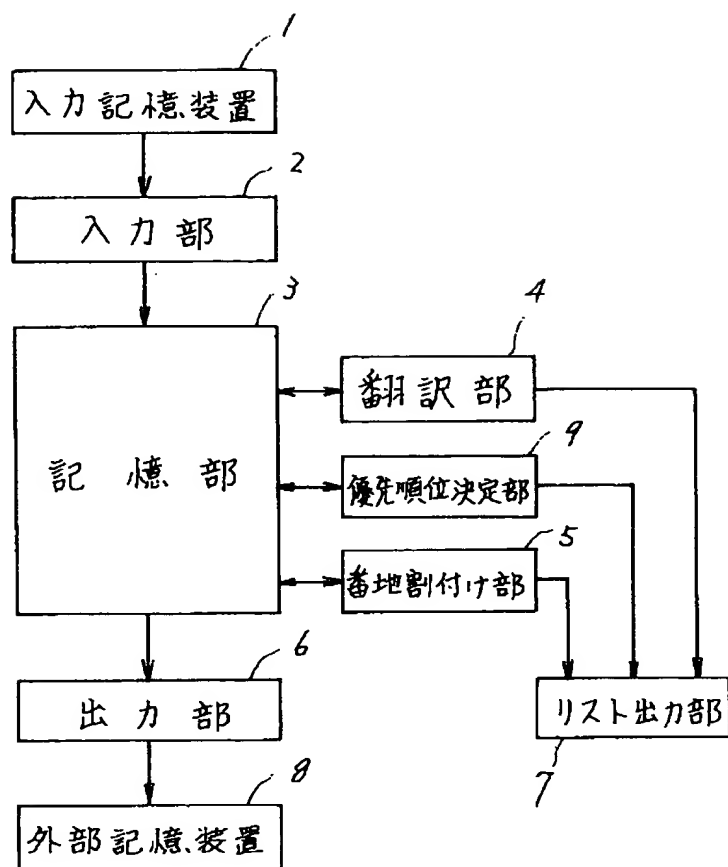 1
入力記憶装置
2
入力部
3
記憶部
4
翻訳部
9
優先順位決定部
5
番地割付け部
6
出力部
リスト出力部
7
8
外部記憶装置